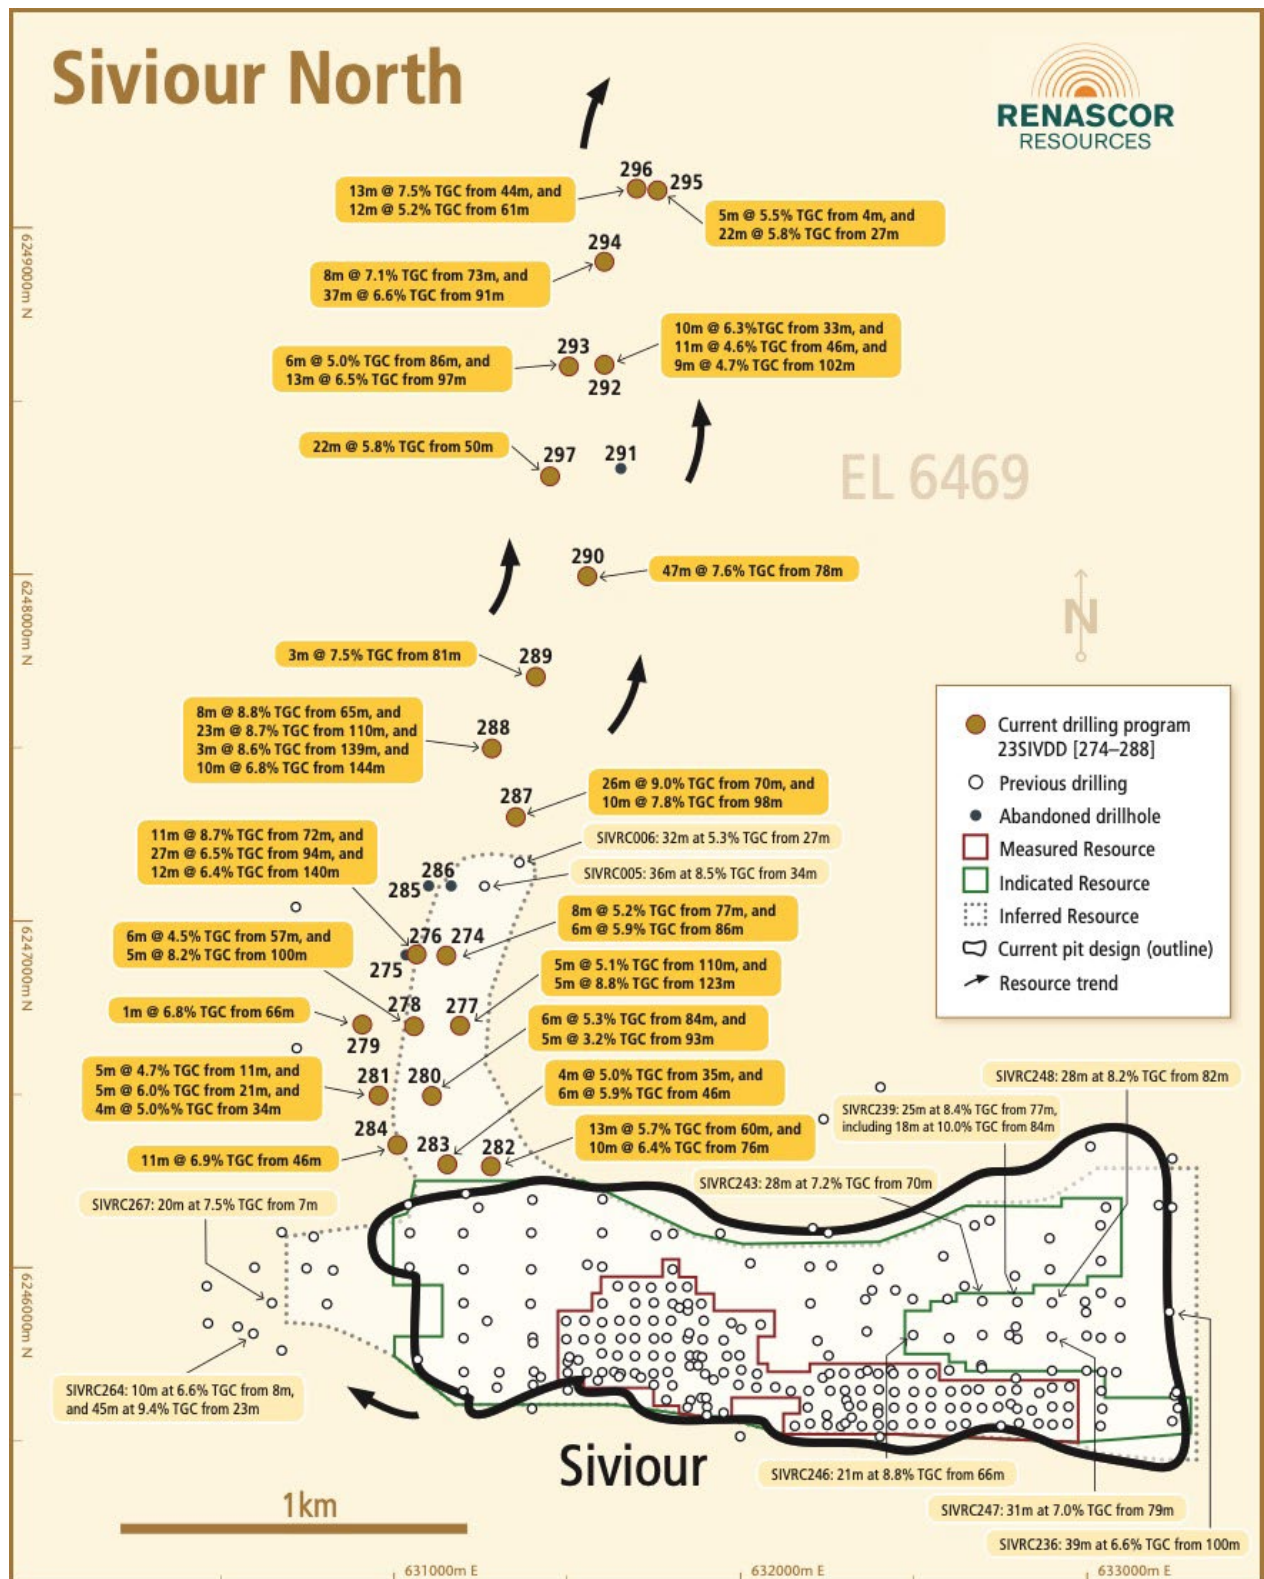 Siviour North
RENASCOR
RESOURCES
296
295
13m @ 7.5% TGC from 44m, and
12m @ 5.2% TGC from 61m
5m @ 5.5% TGC from 4m, and
22m @ 5.8% TGC from 27m
6249000m N
294
8m @ 7.1% TGC from 73m, and
37m @ 6.6% TGC from 91m
10m @ 6.3%TGC from 33m, and
11m @ 4.6% TGC from 46m, and
9m @ 4.7% TGC from 102m
293
6m @ 5.0% TGC from 86m, and
13m @ 6.5% TGC from 97m
292
22m @ 5.8% TGC from 50m
297
291
EL 6469
290
47m @ 7.6% TGC from 78m
6248000m N
N
3m @ 7.5% TGC from 81m
289
8m @ 8.8% TGC from 65m, and
23m @ 8.7% TGC from 110m, and
3m @ 8.6% TGC from 139m, and
10m @ 6.8% TGC from 144m
288
Current drilling program
23SIVDD [274–288]
Previous drilling
Abandoned drillhole
Measured Resource
Indicated Resource
Inferred Resource
Current pit design (outline)
Resource trend
287
26m @ 9.0% TGC from 70m, and
10m @ 7.8% TGC from 98m
11m @ 8.7% TGC from 72m, and
27m @ 6.5% TGC from 94m, and
12m @ 6.4% TGC from 140m
SIVRC006: 32m at 5.3% TGC from 27m
286
285
SIVRC005: 36m at 8.5% TGC from 34m
8m @ 5.2% TGC from 77m, and
6m @ 5.9% TGC from 86m
6m @ 4.5% TGC from 57m, and
5m @ 8.2% TGC from 100m
276
274
275
6247000m N
5m @ 5.1% TGC from 110m, and
5m @ 8.8% TGC from 123m
1m @ 6.8% TGC from 66m
278
277
279
6m @ 5.3% TGC from 84m, and
5m @ 3.2% TGC from 93m
5m @ 4.7% TGC from 11m, and
5m @ 6.0% TGC from 21m, and
4m @ 5.0%% TGC from 34m
281
280
4m @ 5.0% TGC from 35m, and
6m @ 5.9% TGC from 46m
SIVRC248: 28m at 8.2% TGC from 82m
SIVRC239: 25m at 8.4% TGC from 77m,
including 18m at 10.0% TGC from 84m
284
283
282
13m @ 5.7% TGC from 60m, and
10m @ 6.4% TGC from 76m
11m @ 6.9% TGC from 46m
SIVRC243: 28m at 7.2% TGC from 70m
SIVRC267: 20m at 7.5% TGC from 7m
6246000m N
SIVRC264: 10m at 6.6% TGC from 8m,
and 45m at 9.4% TGC from 23m
Siviour
SIVRC246: 21m at 8.8% TGC from 66m
1km
SIVRC247: 31m at 7.0% TGC from 79m
SIVRC236: 39m at 6.6% TGC from 100m
631000m E
632000m E
633000m E